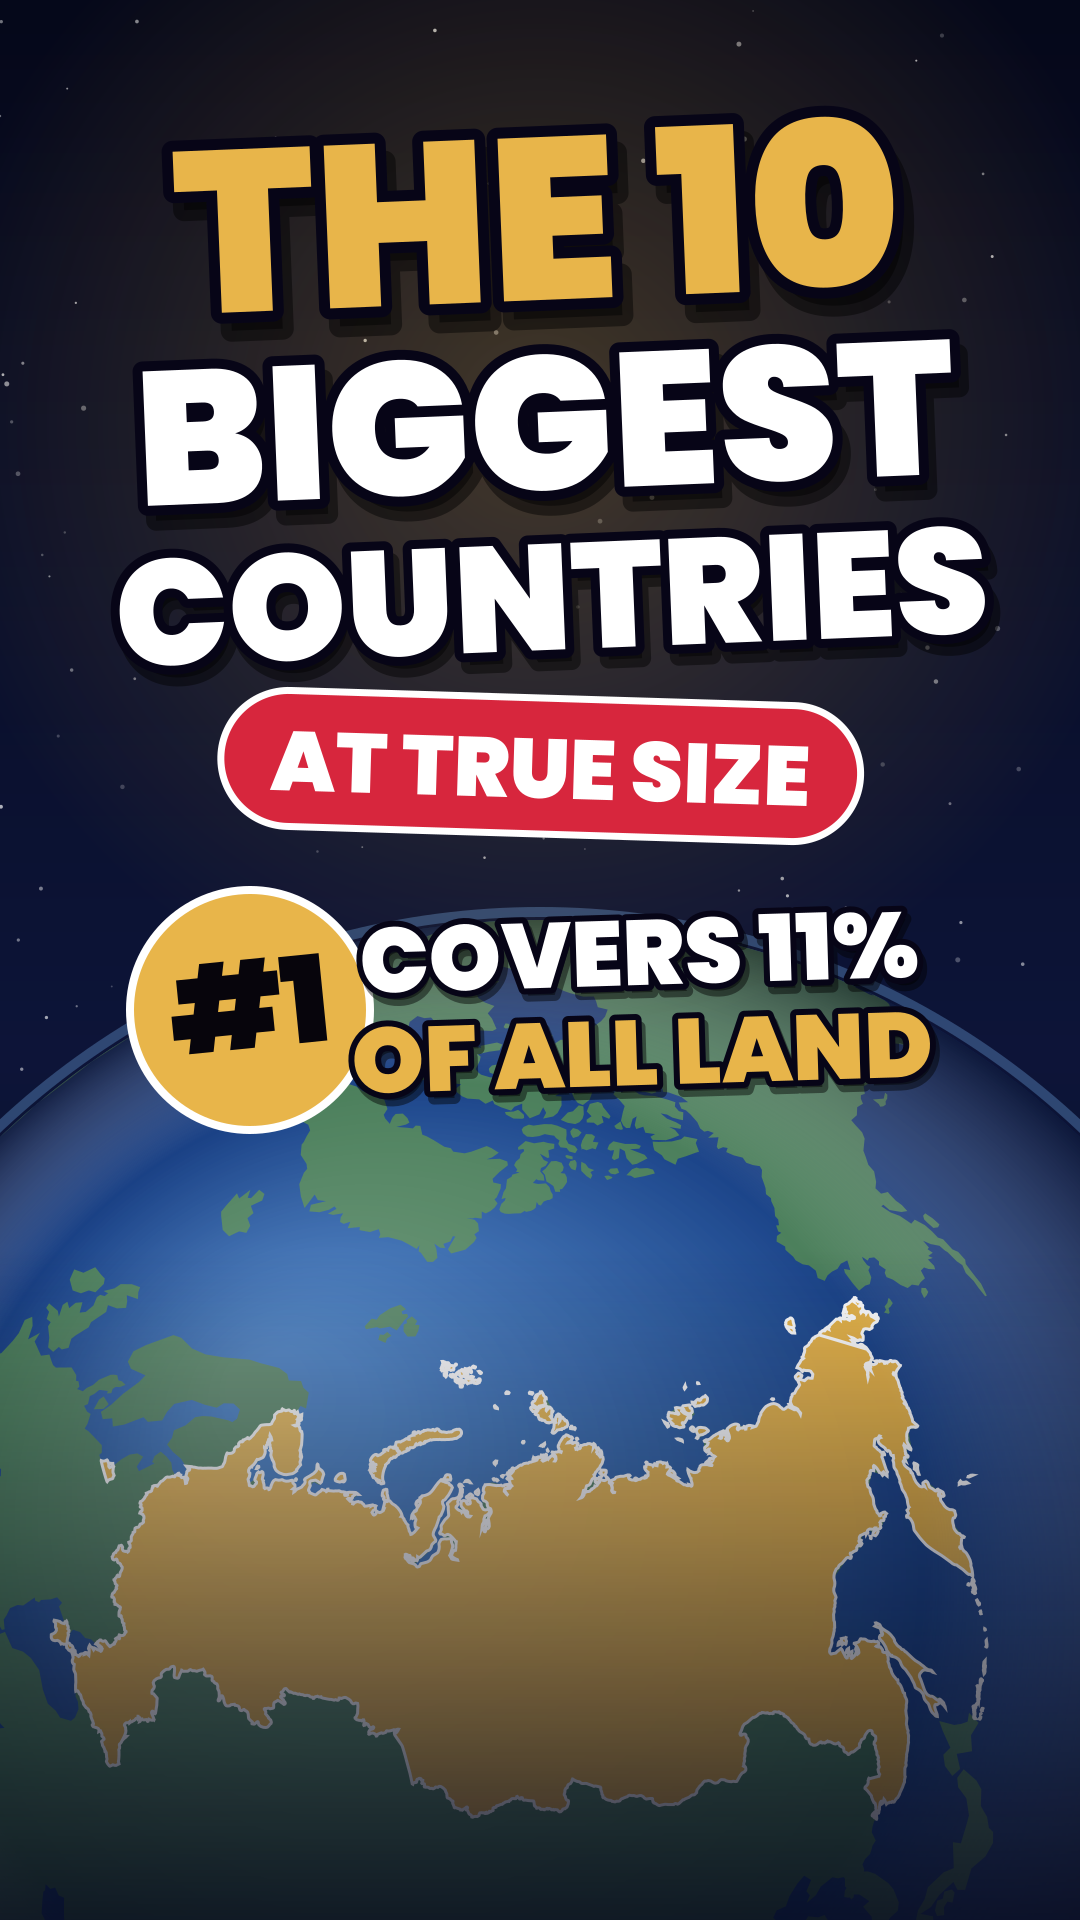 THE 10
BIGGEST
COUNTRIES
AT TRUE SIZE
#1
COVERS 11%
OF ALL LAND